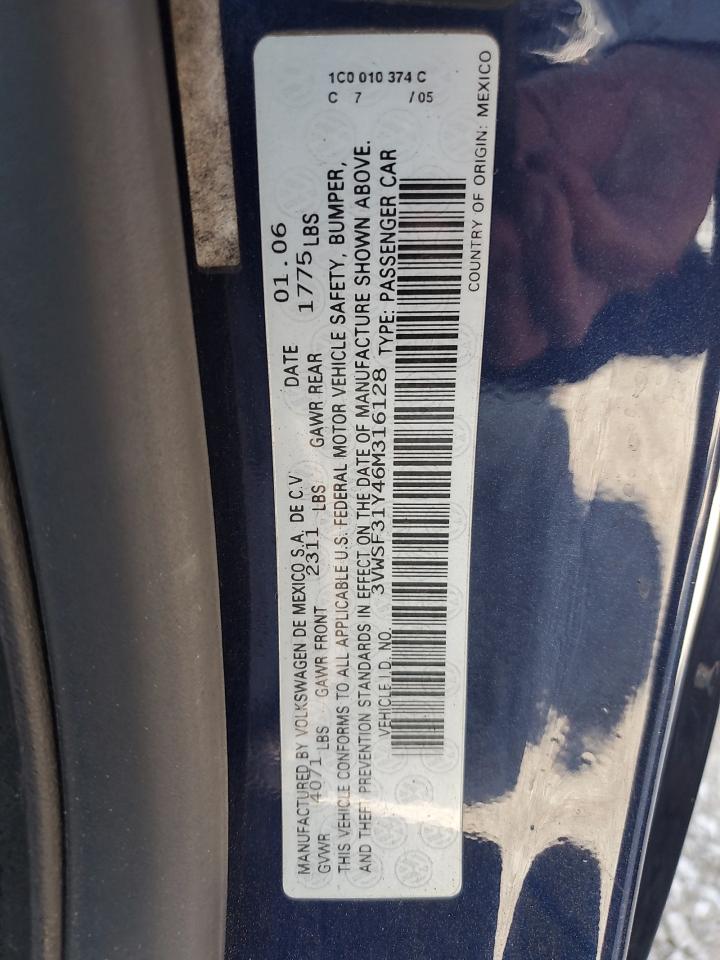 MANUFACTURED BY VOLKSWAGEN DE MEXICO S.A. DE C.V. DATE 01.06
GVWR 4071 LBS GAWR FRONT 2311 LBS GAWR REAR 1775 LBS
THIS VEHICLE CONFORMS TO ALL APPLICABLE U.S. FEDERAL MOTOR VEHICLE SAFETY, BUMPER,
AND THEFT PREVENTION STANDARDS IN EFFECT ON THE DATE OF MANUFACTURE SHOWN ABOVE.
VEHICLE I.D. NO. 3VWSF31Y46M316128 TYPE: PASSENGER CAR
COUNTRY OF ORIGIN: MEXICO
1C0 010 374 C
C 7 /05